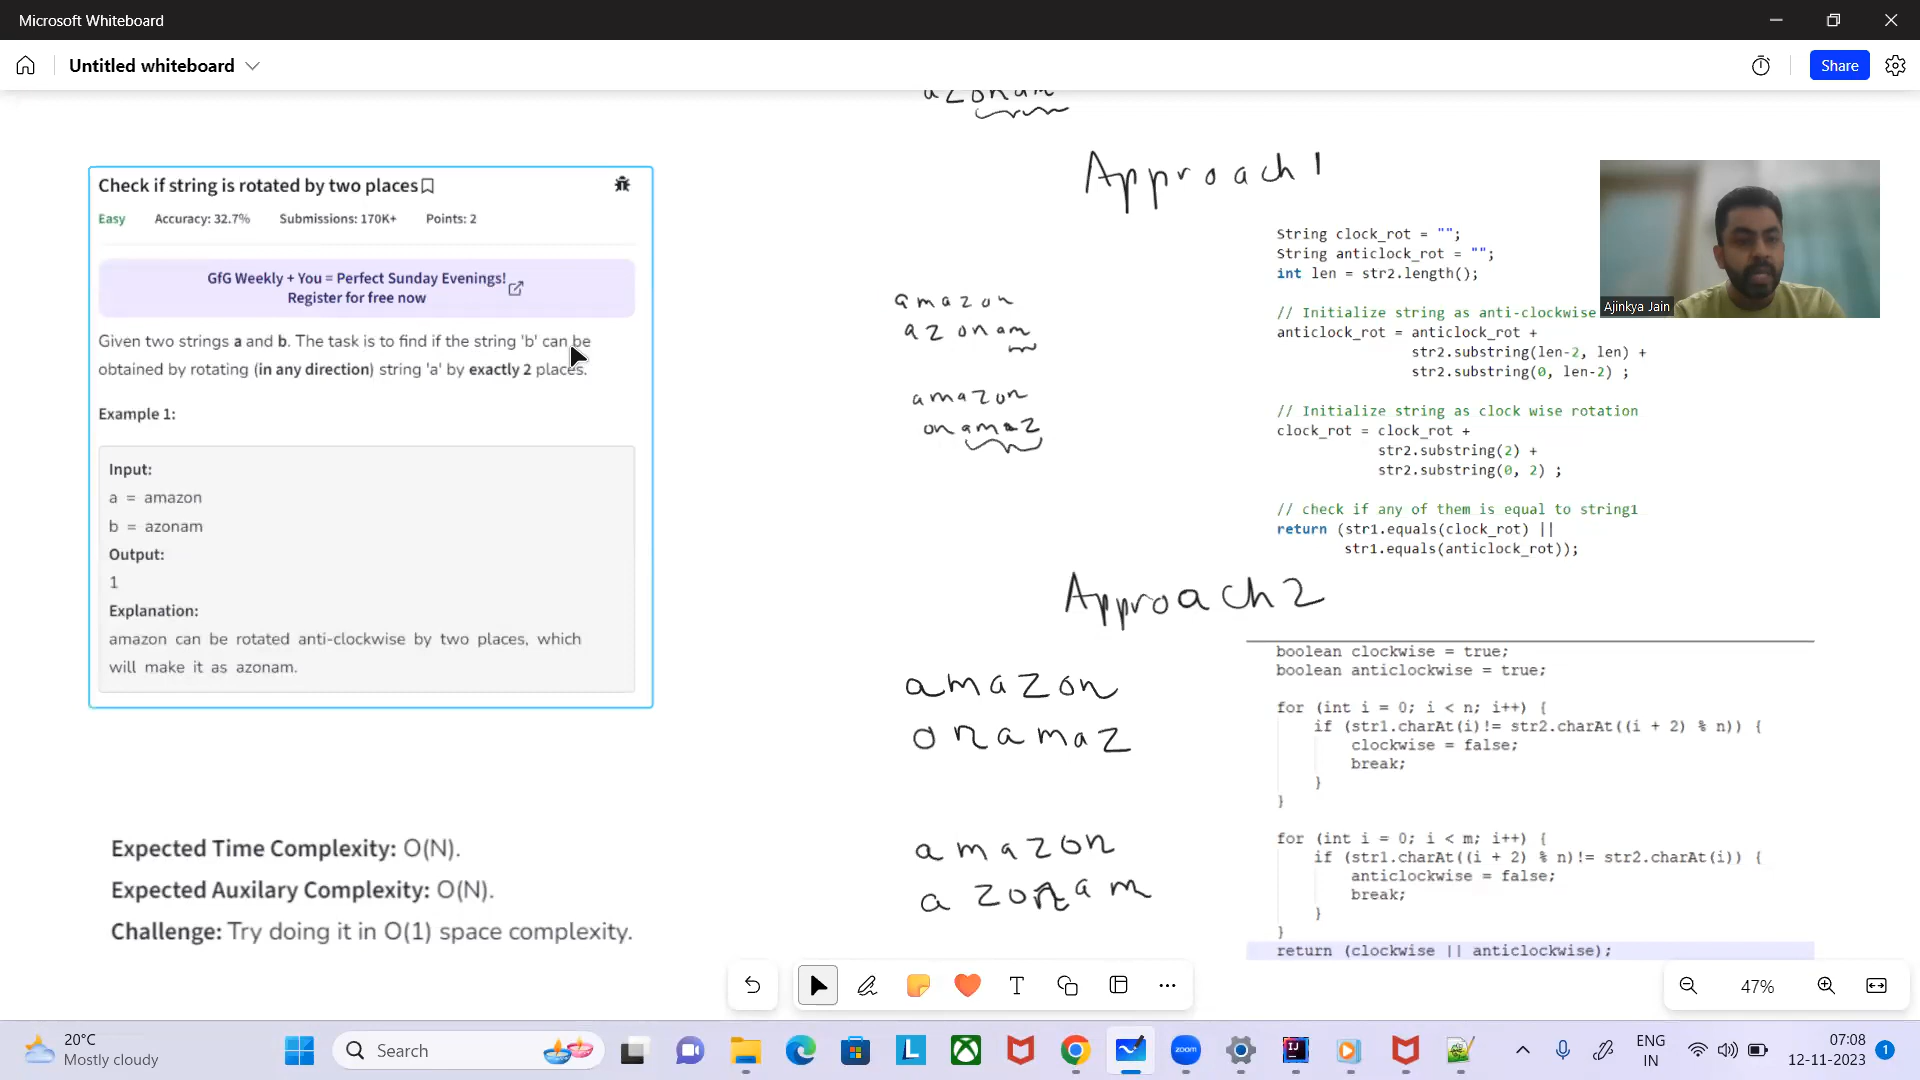 Microsoft Whiteboard
Untitled whiteboard
Share
azonam
Approach 1
Check if string is rotated by two places
Easy Accuracy: 32.7% Submissions: 170K+ Points: 2
GfG Weekly + You = Perfect Sunday Evenings!
Register for free now
Given two strings a and b. The task is to find if the string 'b' can be
obtained by rotating (in any direction) string 'a' by exactly 2 places.
Example 1:
Input:
a = amazon
b = azonam
Output:
1
Explanation:
amazon can be rotated anti-clockwise by two places, which
will make it as azonam.
Expected Time Complexity: O(N).
Expected Auxilary Complexity: O(N).
Challenge: Try doing it in O(1) space complexity.
amazon
azonam
amazon
onamaz
String clock_rot = "";
String anticlock_rot = "";
int len = str2.length();
// Initialize string as anti-clockwise
anticlock_rot = anticlock_rot +
str2.substring(len-2, len) +
str2.substring(0, len-2) ;
// Initialize string as clock wise rotation
clock_rot = clock_rot +
str2.substring(2) +
str2.substring(0, 2) ;
// check if any of them is equal to string1
return (str1.equals(clock_rot) ||
str1.equals(anticlock_rot));
Ajinkya Jain
Approach 2
amazon
onamaz
amazon
azonam
boolean clockwise = true;
boolean anticlockwise = true;
for (int i = 0; i < n; i++) {
if (str1.charAt(i)!= str2.charAt((i + 2) % n)) {
clockwise = false;
break;
}
}
for (int i = 0; i < m; i++) {
if (str1.charAt((i + 2) % n)!= str2.charAt(i)) {
anticlockwise = false;
break;
}
}
return (clockwise || anticlockwise);
47%
20°C
Mostly cloudy
Search
zoom
ENG
IN
07:08
12-11-2023
1